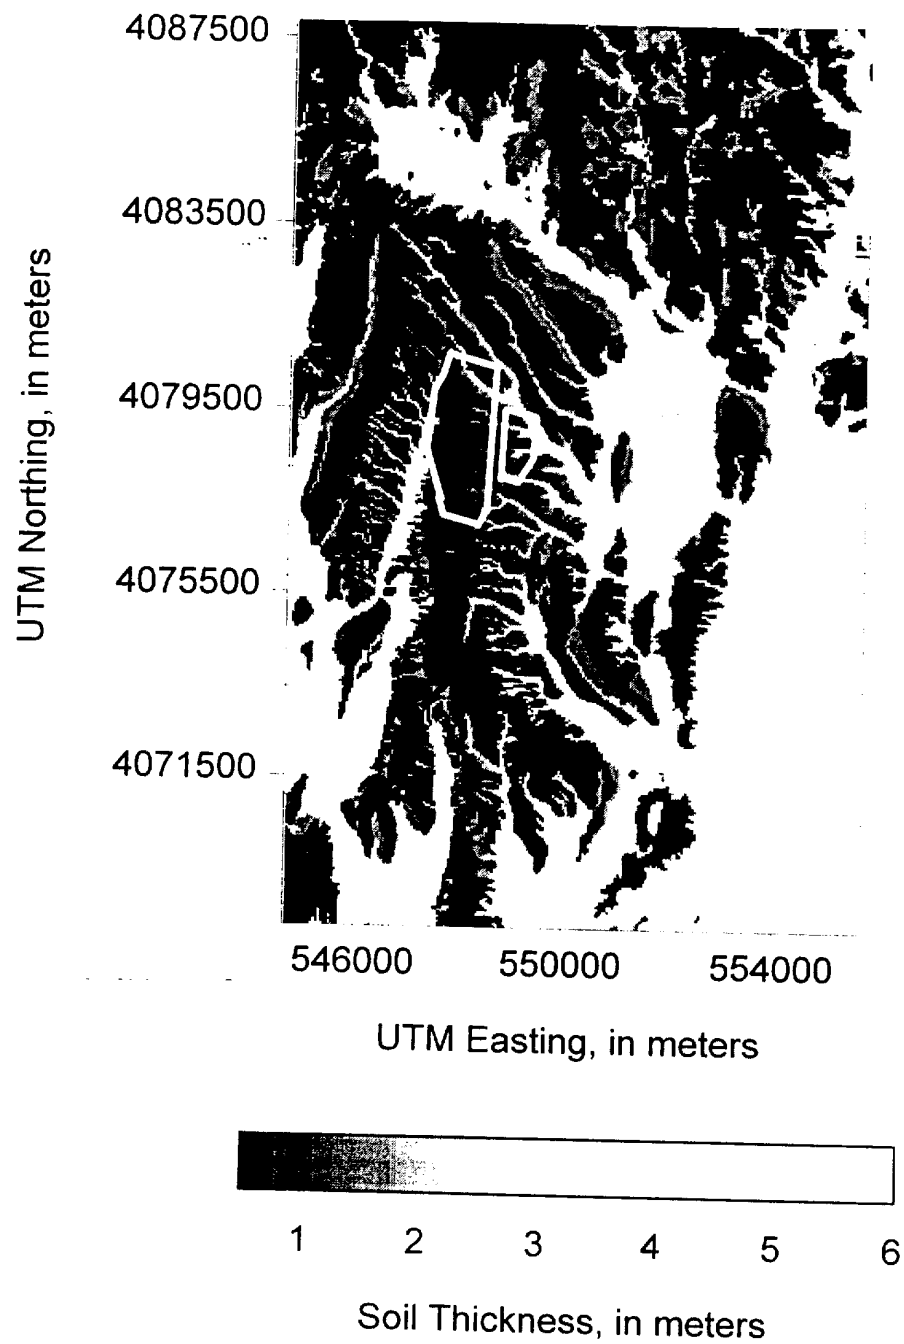 4087500
4083500
4079500
4075500
4071500
UTM Northing, in meters
546000 550000 554000
UTM Easting, in meters
1 2 3 4 5 6
Soil Thickness, in meters